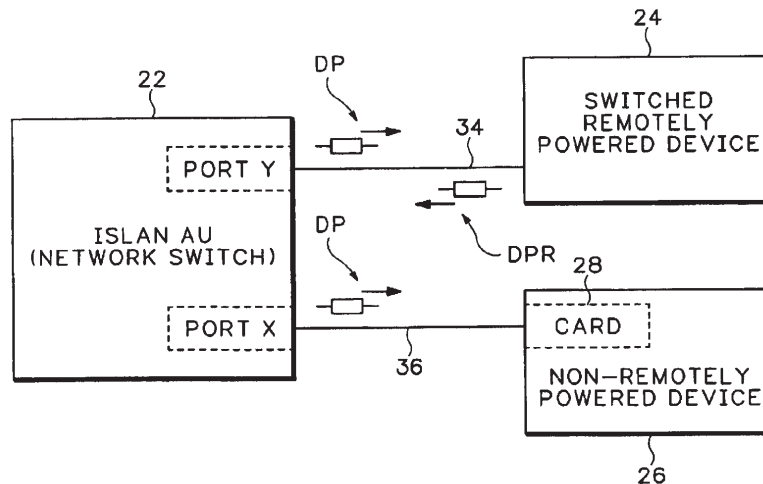 22
DP
24
SWITCHED
REMOTELY
POWERED DEVICE
34
PORT Y
ISLAN AU
(NETWORK SWITCH)
DP
DPR
28
PORT X
CARD
36
NON-REMOTELY
POWERED DEVICE
26